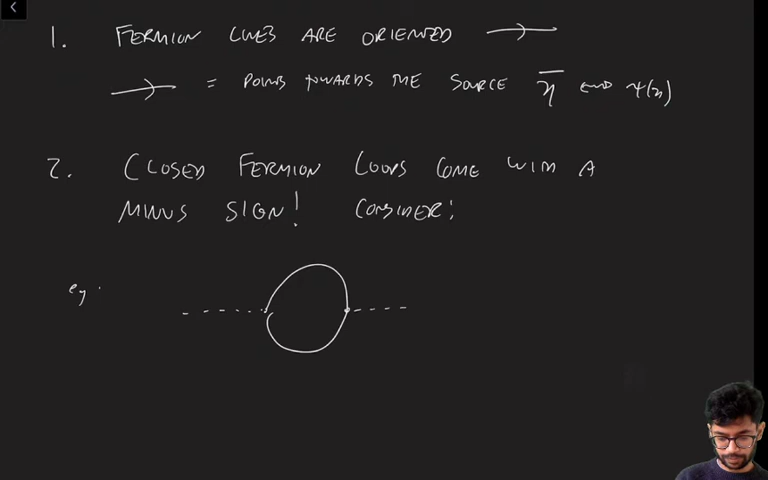 1. FERMION LINES ARE ORIENTED
= POINTS TOWARDS THE SOURCE η̄ ⟺ ψ(x)
2. CLOSED FERMION LOOPS COME WITH A
MINUS SIGN! CONSIDER:
eg.